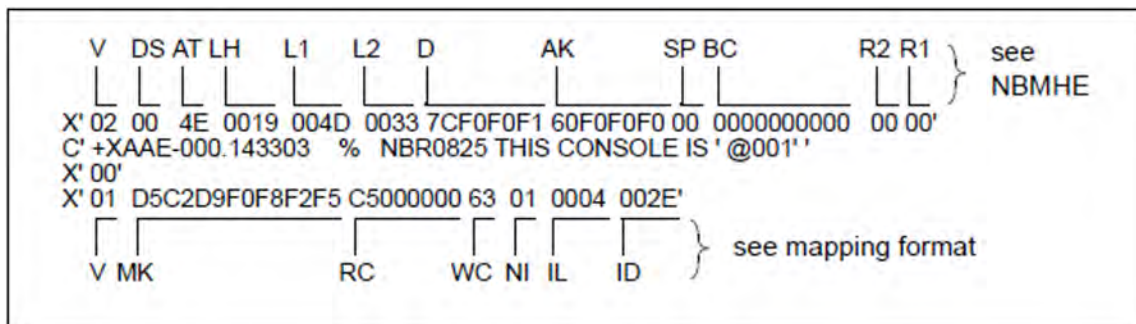 V DS AT LH L1 L2 D AK SP BC R2 R1 see
NBMHE
X' 02 00 4E 0019 004D 0033 7CF0F0F1 60F0F0F0 00 0000000000 00 00'
C' +XAAE-000.143303 % NBR0825 THIS CONSOLE IS ' @001' '
X' 00'
X' 01 D5C2D9F0F8F2F5 C5000000 63 01 0004 002E'
see mapping format
V MK RC WC NI IL ID